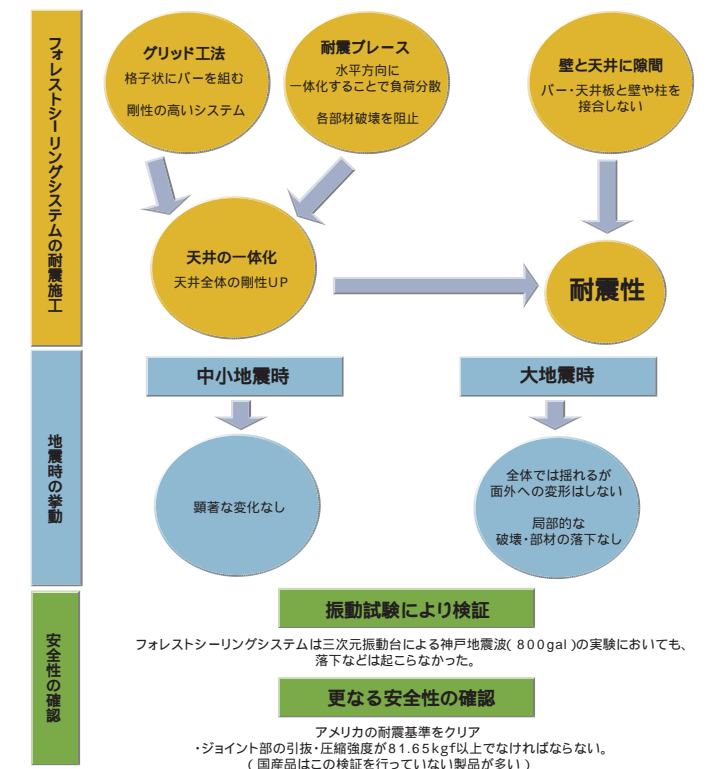 フォレストシーリングシステムの耐震施工
グリッド工法
格子状にバーを組む
剛性の高いシステム
耐震ブレース
水平方向に
一体化することで負荷分散
各部材破壊を阻止
壁と天井に隙間
バー・天井板と壁や柱を
接合しない
天井の一体化
天井全体の剛性UP
耐震性
地震時の挙動
中小地震時
大地震時
顕著な変化なし
全体では揺れるが
面外への変形はしない
局部的な
破壊・部材の落下なし
安全性の確認
振動試験により検証
フォレストシーリングシステムは三次元振動台による神戸地震波(800gal)の実験においても、
落下などは起こらなかった。
更なる安全性の確認
アメリカの耐震基準をクリア
・ジョイント部の引抜・圧縮強度が81.65kgf以上でなければならない。
(国産品はこの検証を行っていない製品が多い)